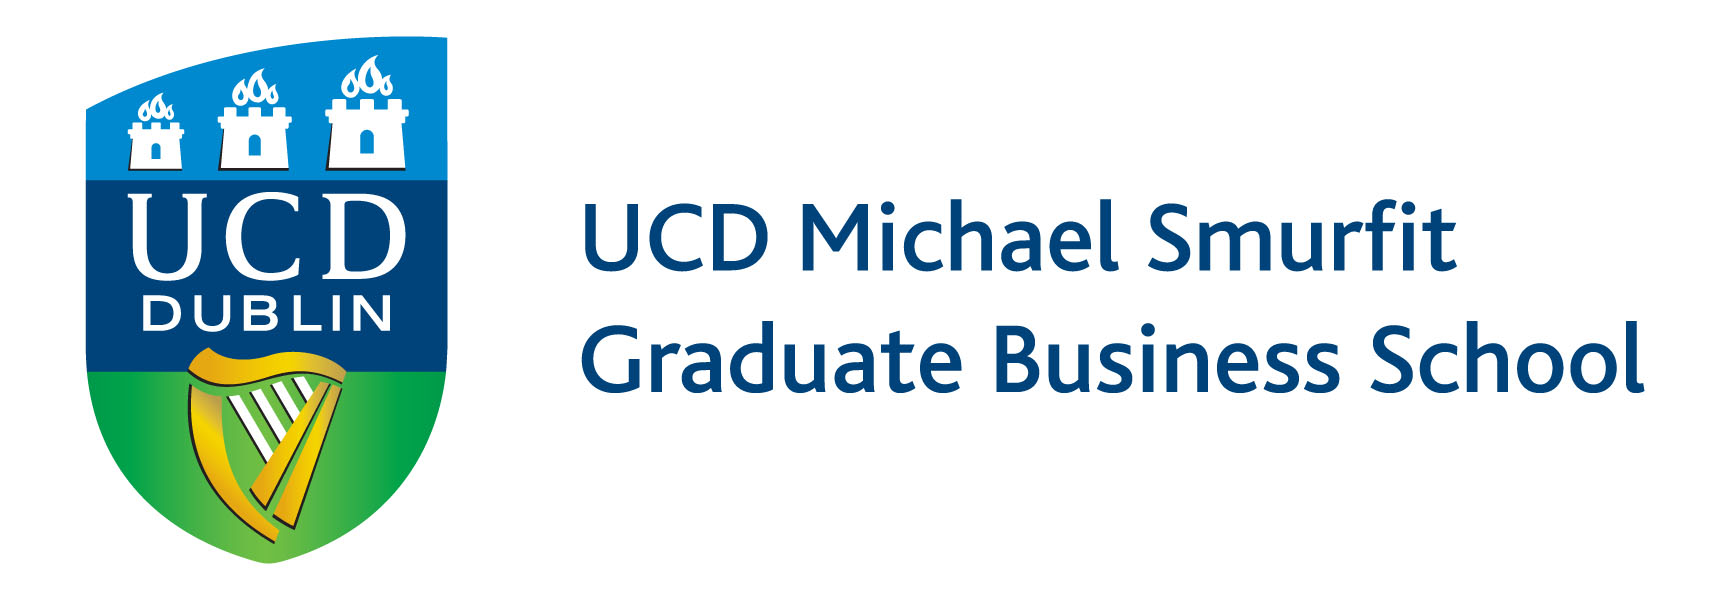 UCD
DUBLIN
UCD Michael Smurfit
Graduate Business School